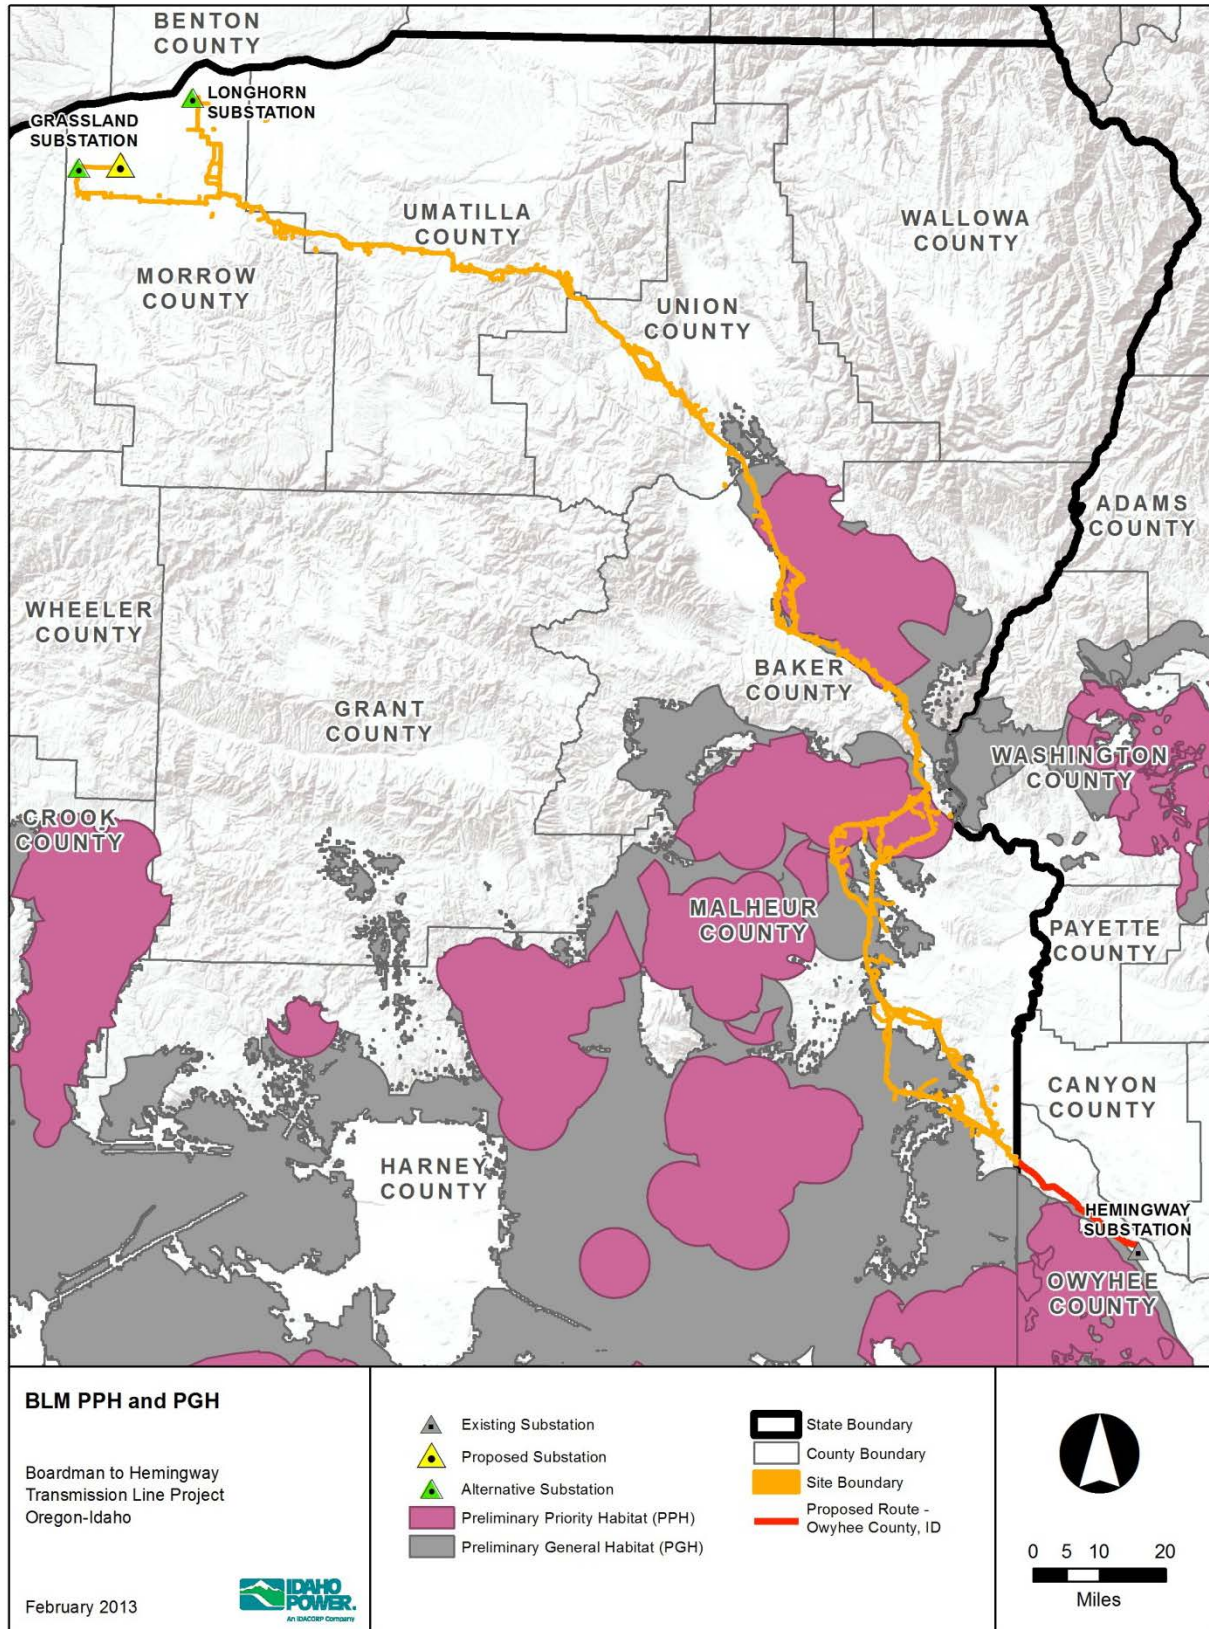 BENTON
COUNTY
LONGHORN
SUBSTATION
GRASSLAND
SUBSTATION
UMATILLA
COUNTY
WALLOWA
COUNTY
MORROW
COUNTY
UNION
COUNTY
ADAMS
COUNTY
WHEELER
COUNTY
BAKER
COUNTY
GRANT
COUNTY
WASHINGTON
COUNTY
CROOK
COUNTY
MALHEUR
COUNTY
PAYETTE
COUNTY
CANYON
COUNTY
HARNEY
COUNTY
HEMINGWAY
SUBSTATION
OWYHEE
COUNTY
BLM PPH and PGH
Boardman to Hemingway
Transmission Line Project
Oregon-Idaho
February 2013
IDAHO
POWER.
An IDACORP Company
Existing Substation
Proposed Substation
Alternative Substation
Preliminary Priority Habitat (PPH)
Preliminary General Habitat (PGH)
State Boundary
County Boundary
Site Boundary
Proposed Route -
Owyhee County, ID
0 5 10 20
Miles